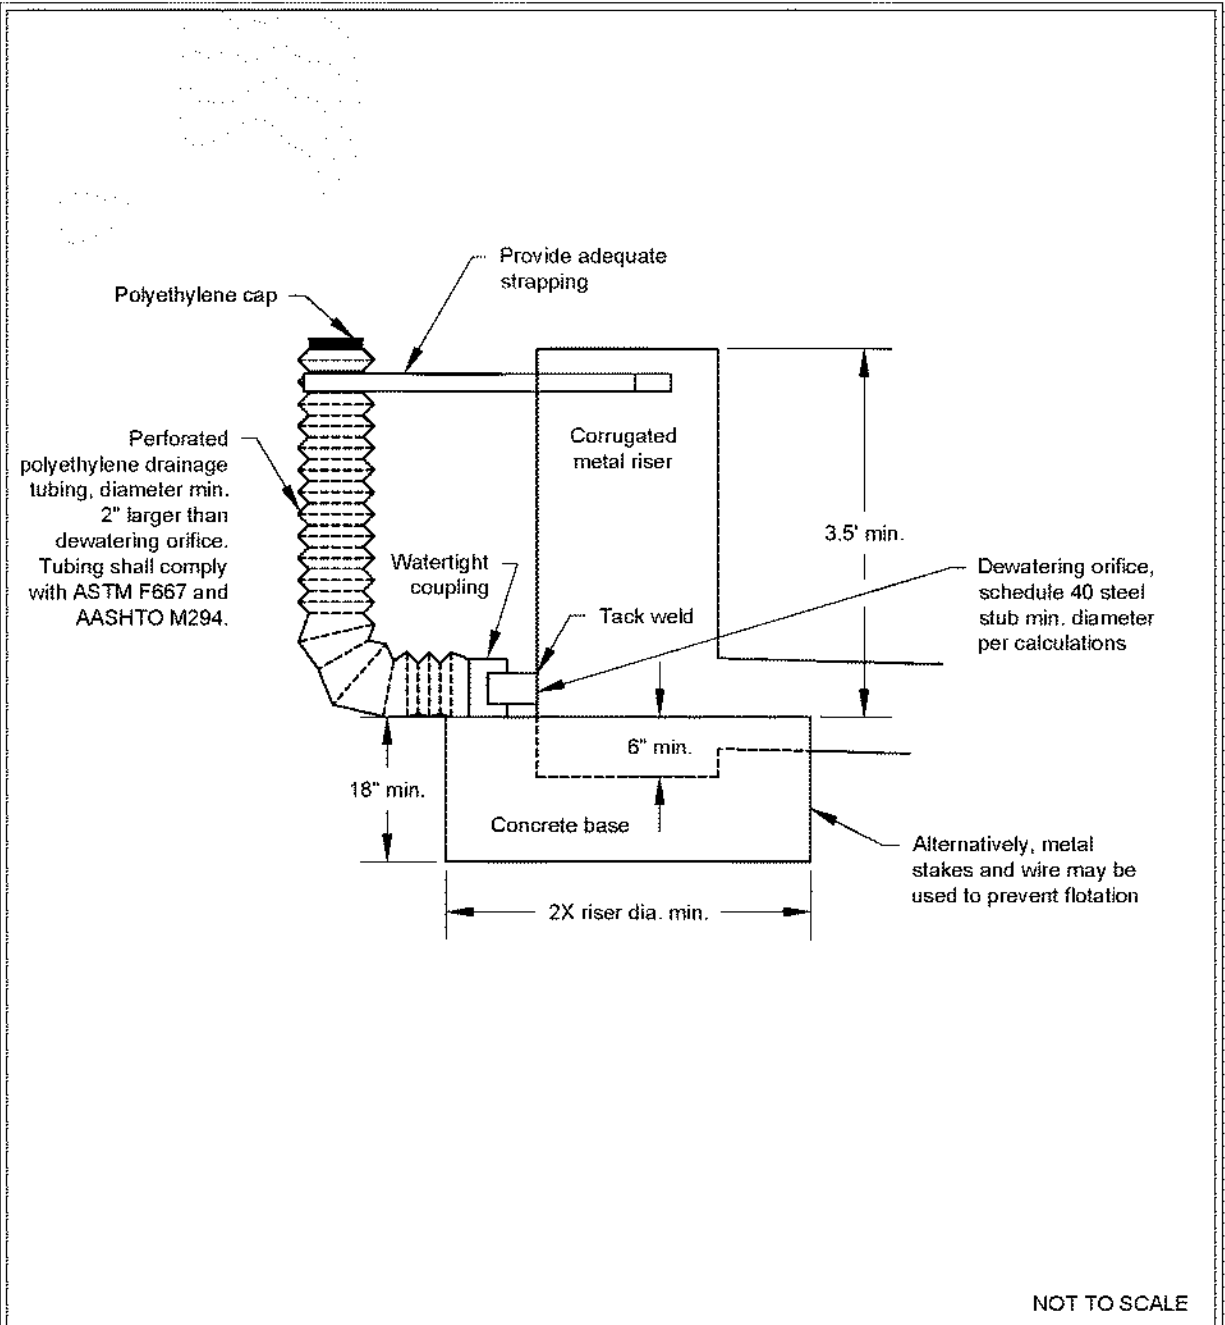 Provide adequate
strapping
Polyethylene cap
Perforated
polyethylene drainage
tubing, diameter min.
2" larger than
dewatering orifice.
Tubing shall comply
with ASTM F667 and
AASHTO M294.
Corrugated
metal riser
3.5' min.
Watertight
coupling
Tack weld
Dewatering orifice,
schedule 40 steel
stub min. diameter
per calculations
6" min.
18" min.
Concrete base
Alternatively, metal
stakes and wire may be
used to prevent flotation
2X riser dia. min.
NOT TO SCALE